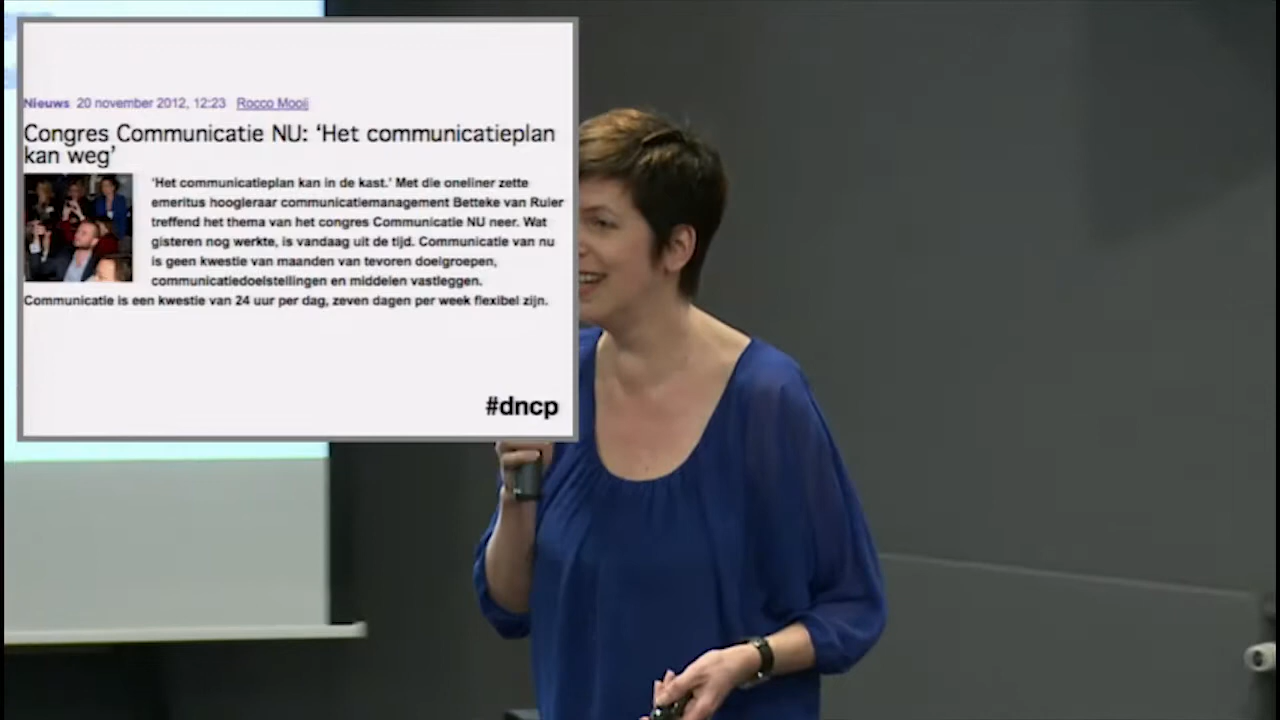 Nieuws 20 november 2012, 12:23 Rocco Mooij
Congres Communicatie NU: ‘Het communicatieplan
kan weg’
‘Het communicatieplan kan in de kast.’ Met die oneliner zette
emeritus hoogleraar communicatiemanagement Betteke van Ruler
treffend het thema van het congres Communicatie NU neer. Wat
gisteren nog werkte, is vandaag uit de tijd. Communicatie van nu
is geen kwestie van maanden van tevoren doelgroepen,
communicatiedoelstellingen en middelen vastleggen.
Communicatie is een kwestie van 24 uur per dag, zeven dagen per week flexibel zijn.
#dncp